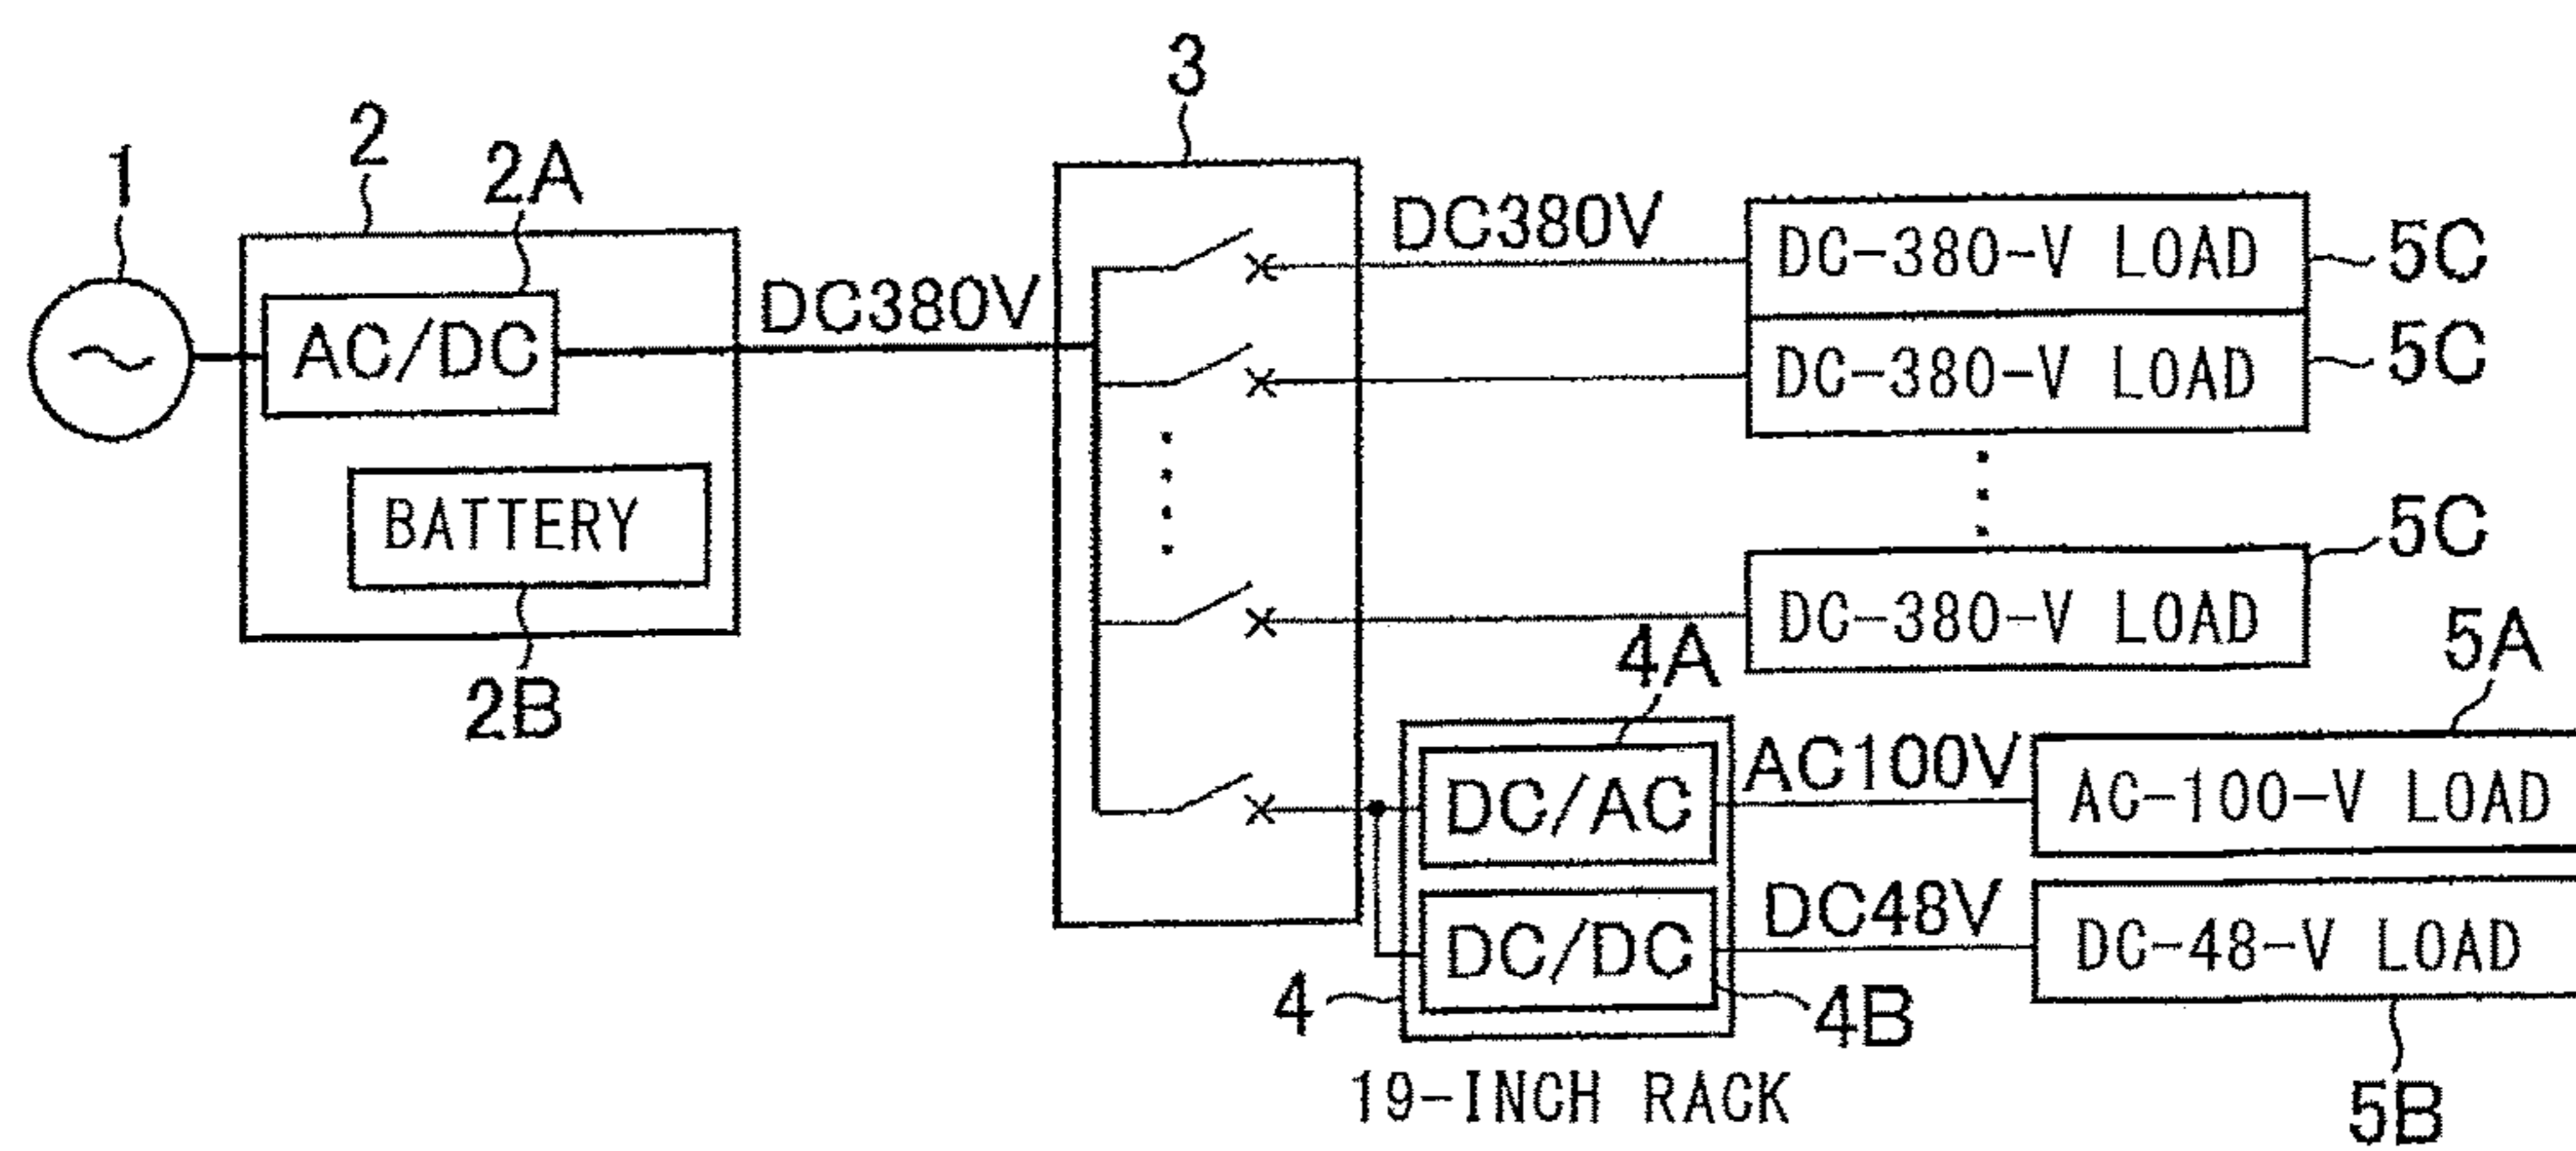 3
2
2A
1
DC380V
DC-380-V LOAD
5C
DC380V
AC/DC
DC-380-V LOAD
5C
BATTERY
5C
DC-380-V LOAD
2B
4A
5A
DC/AC
AC100V
AC-100-V LOAD
DC/DC
DC48V
DC-48-V LOAD
4
4B
19-INCH RACK
5B